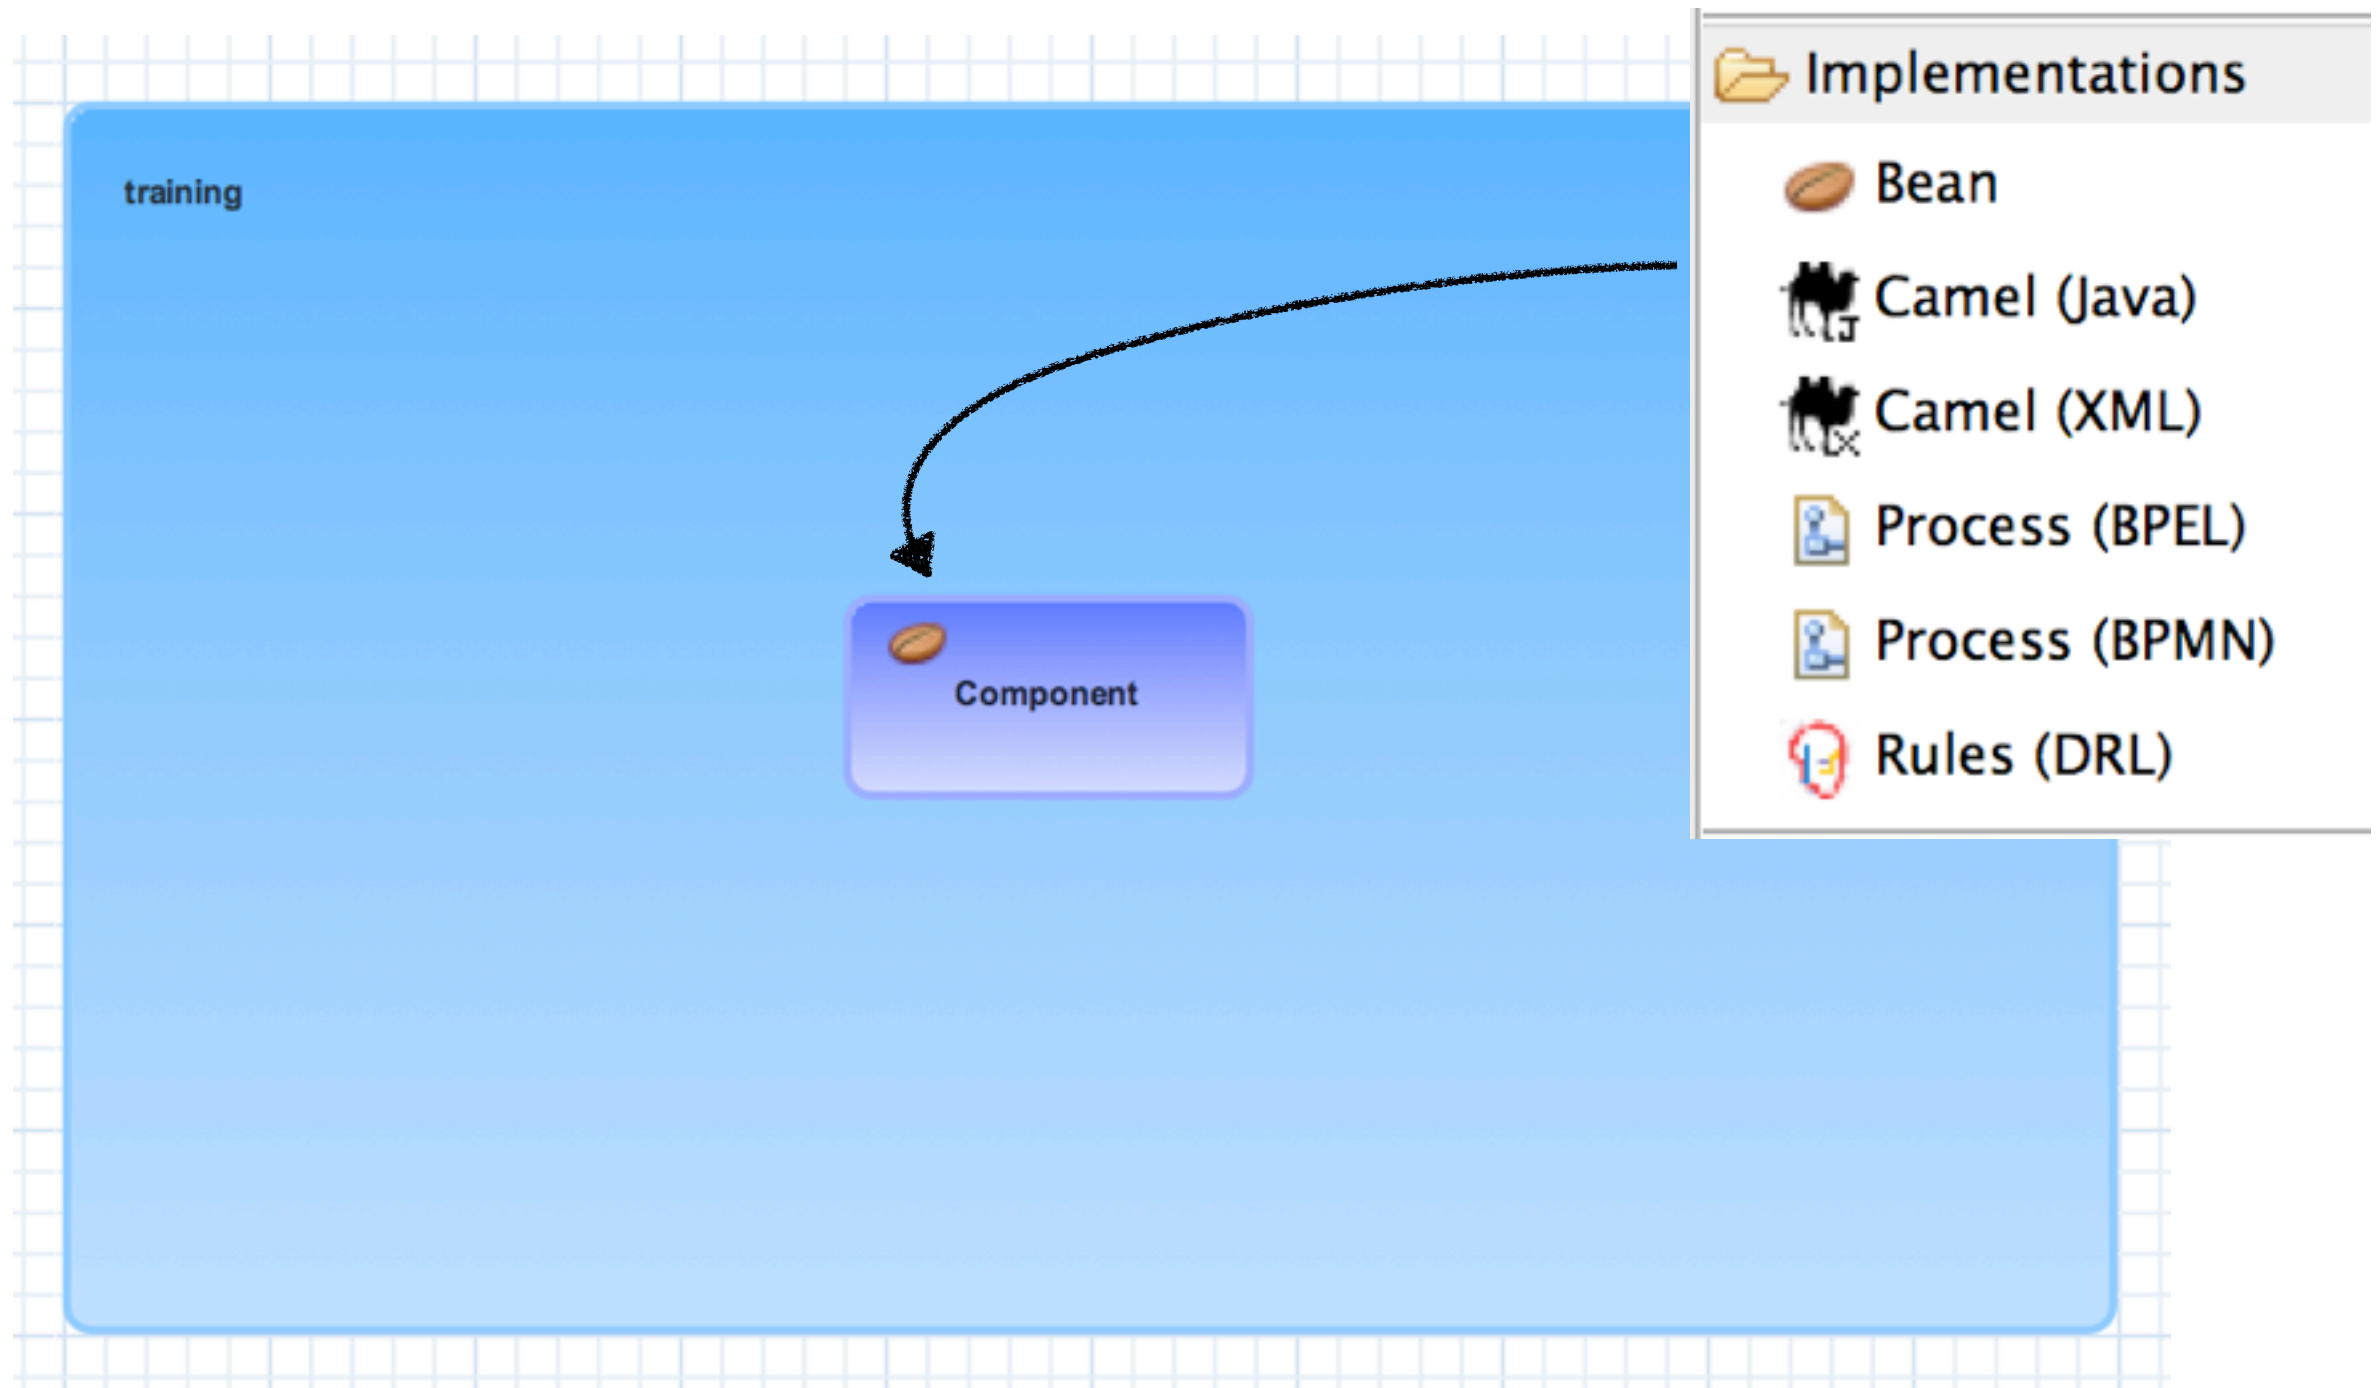 training
Component
Implementations
Bean
Camel (Java)
Camel (XML)
Process (BPEL)
Process (BPMN)
Rules (DRL)